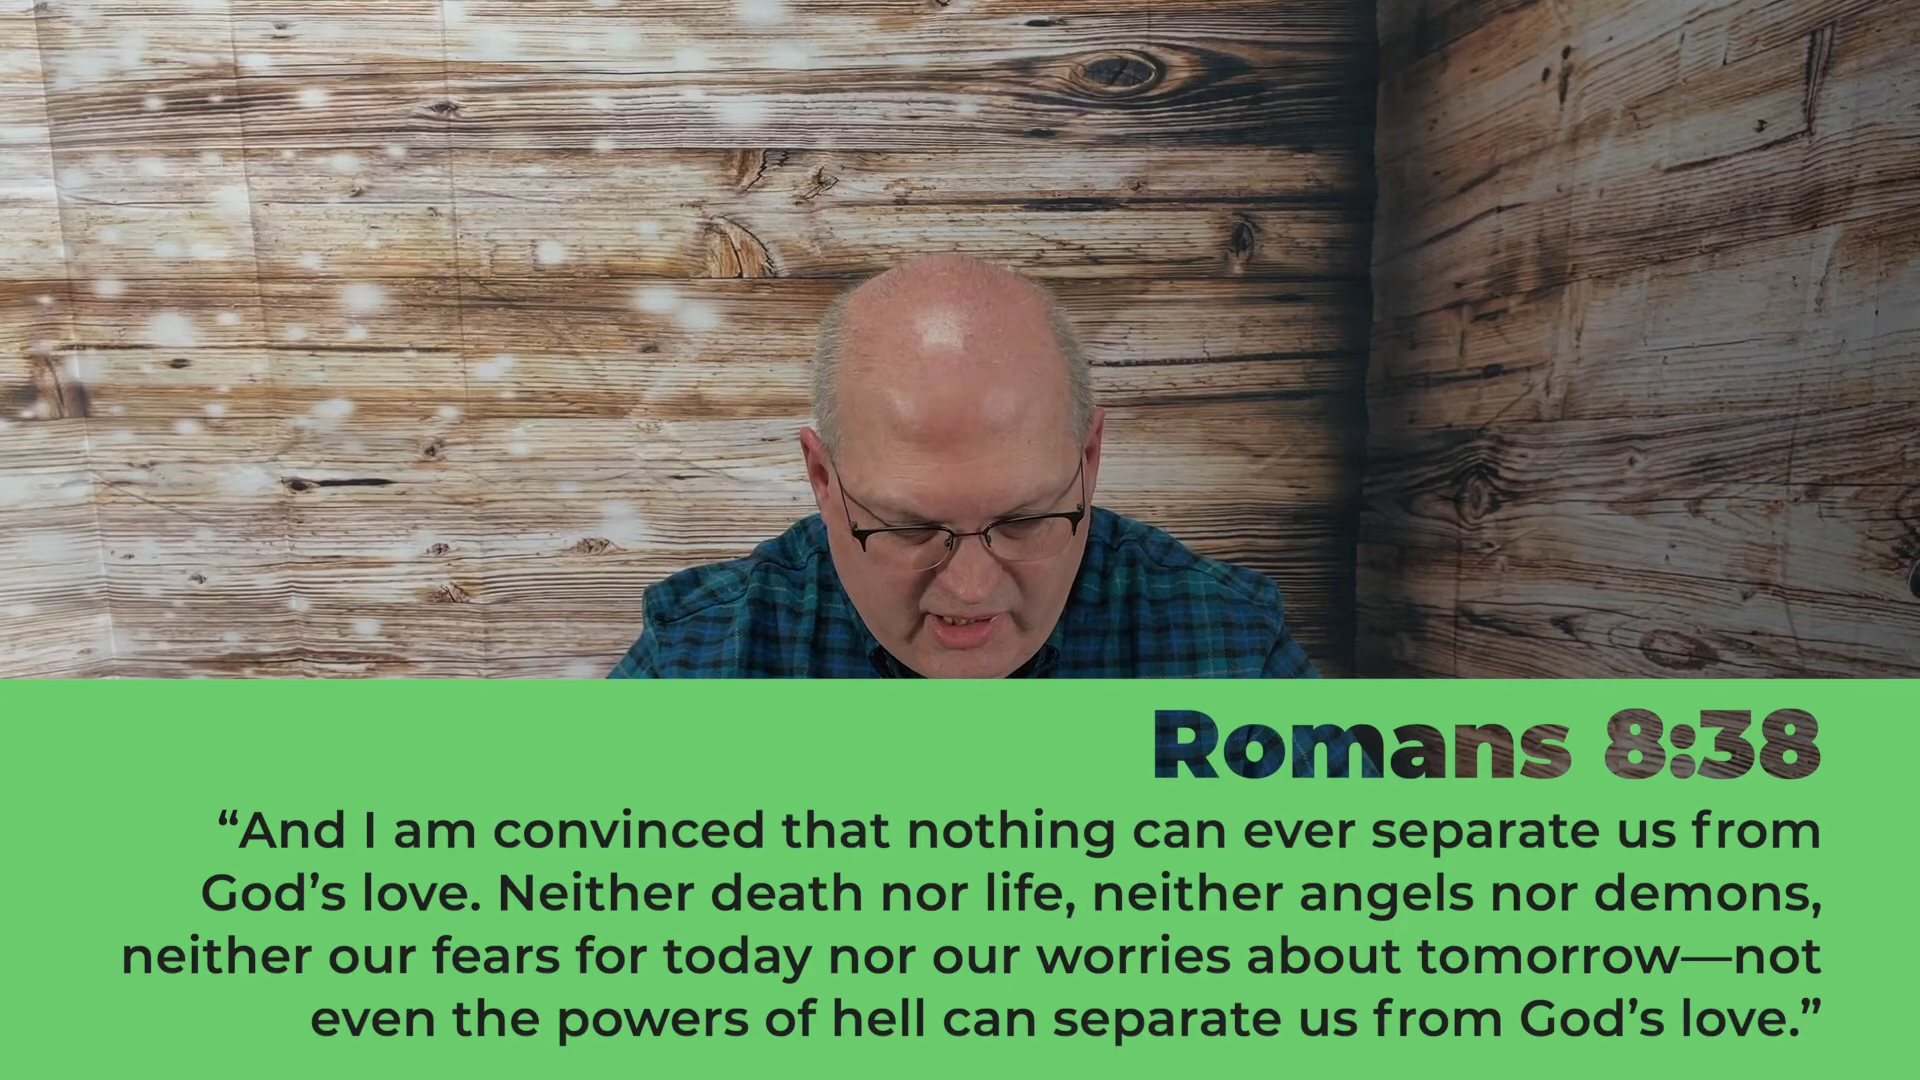 Romans 8:38
“And I am convinced that nothing can ever separate us from
God’s love. Neither death nor life, neither angels nor demons,
neither our fears for today nor our worries about tomorrow—not
even the powers of hell can separate us from God’s love.”